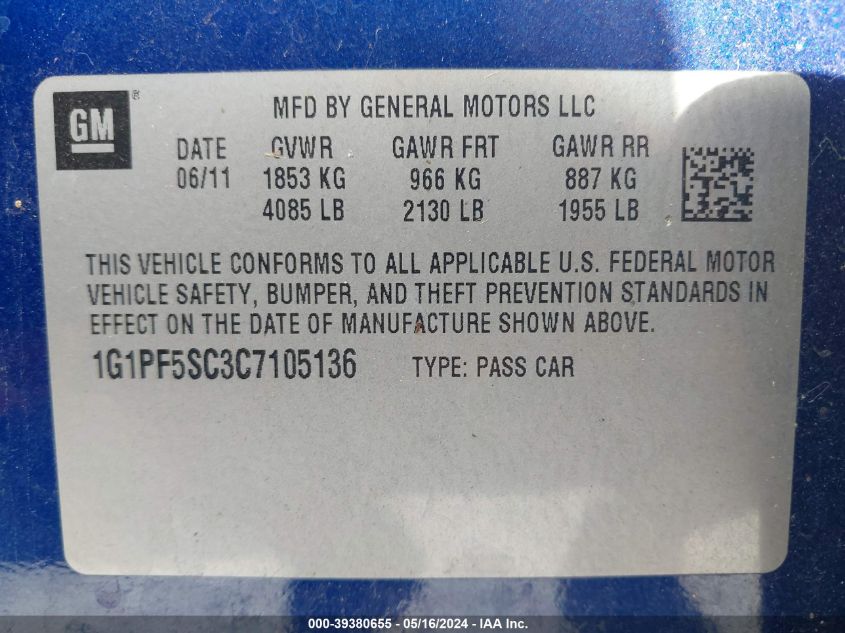 GM ®
MFD BY GENERAL MOTORS LLC
DATE GVWR GAWR FRT GAWR RR
06/11 1853 KG 966 KG 887 KG
4085 LB 2130 LB 1955 LB
THIS VEHICLE CONFORMS TO ALL APPLICABLE U.S. FEDERAL MOTOR
VEHICLE SAFETY, BUMPER, AND THEFT PREVENTION STANDARDS IN
EFFECT ON THE DATE OF MANUFACTURE SHOWN ABOVE.
1G1PF5SC3C7105136 TYPE: PASS CAR
000-39380655 - 05/16/2024 - IAA Inc.